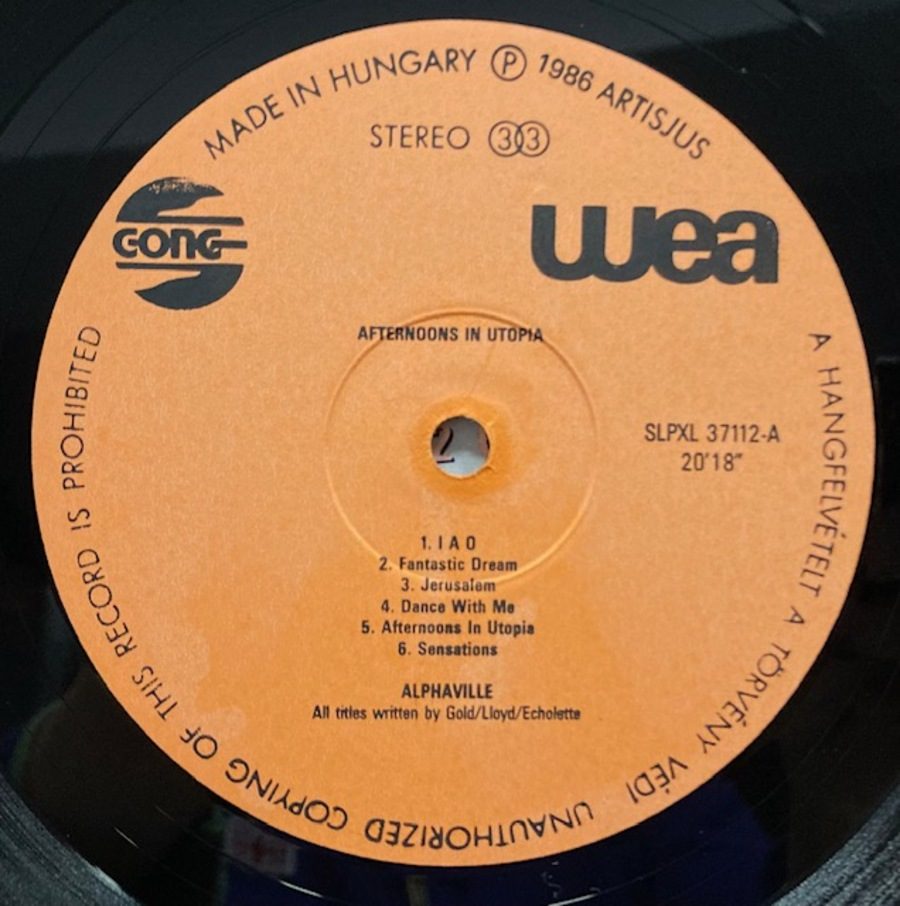 MADE IN HUNGARY Ⓟ 1986 ARTISJUS
STEREO 33
GONG
wea
AFTERNOONS IN UTOPIA
SLPXL 37112-A
20'18"
2
1. I A O
2. Fantastic Dream
3. Jerusalem
4. Dance With Me
5. Afternoons In Utopia
6. Sensations
ALPHAVILLE
All titles written by Gold/Lloyd/Echolette
A HANGFELVÉTELT A TÖRVÉNY VÉDI
UNAUTHORIZED COPYING OF THIS RECORD IS PROHIBITED